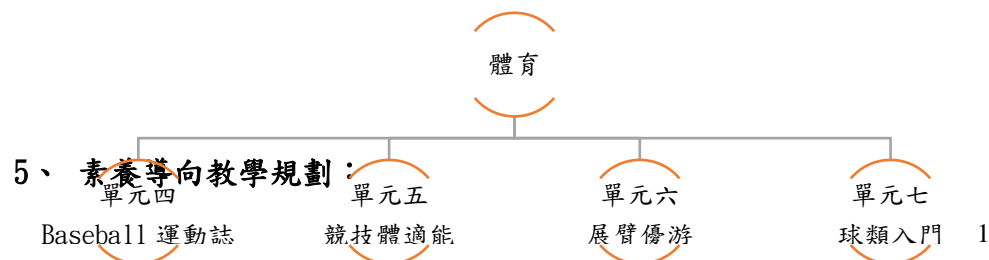 體育
5、 素養導向教學規劃：
單元四
Baseball 運動誌
單元五
競技體適能
單元六
展臂優游
單元七
球類入門
1